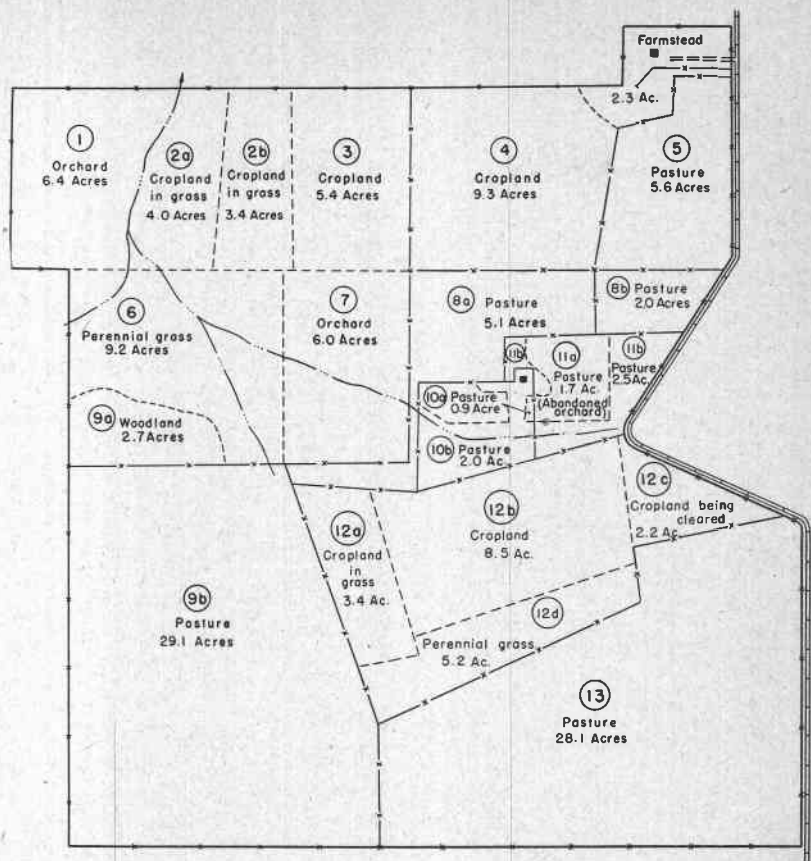 Farmstead
2.3 Ac.
1
Orchard
6.4 Acres
2a
Cropland
in grass
4.0 Acres
2b
Cropland
in grass
3.4 Acres
3
Cropland
5.4 Acres
4
Cropland
9.3 Acres
5
Pasture
5.6 Acres
6
Perennial grass
9.2 Acres
7
Orchard
6.0 Acres
8a Pasture
5.1 Acres
8b Pasture
2.0 Acres
11b
11a
Pasture
1.7 Ac.
(Abandoned
orchard)
11b
Pasture
2.5 Ac.
10a Pasture
0.9 Acre
10b Pasture
2.0 Ac.
9a Woodland
2.7 Acres
12a
Cropland
in
grass
3.4 Ac.
12b
Cropland
8.5 Ac.
12c
Cropland being
cleared
2.2 Ac.
12d
Perennial grass
5.2 Ac.
9b
Pasture
29.1 Acres
13
Pasture
28.1 Acres